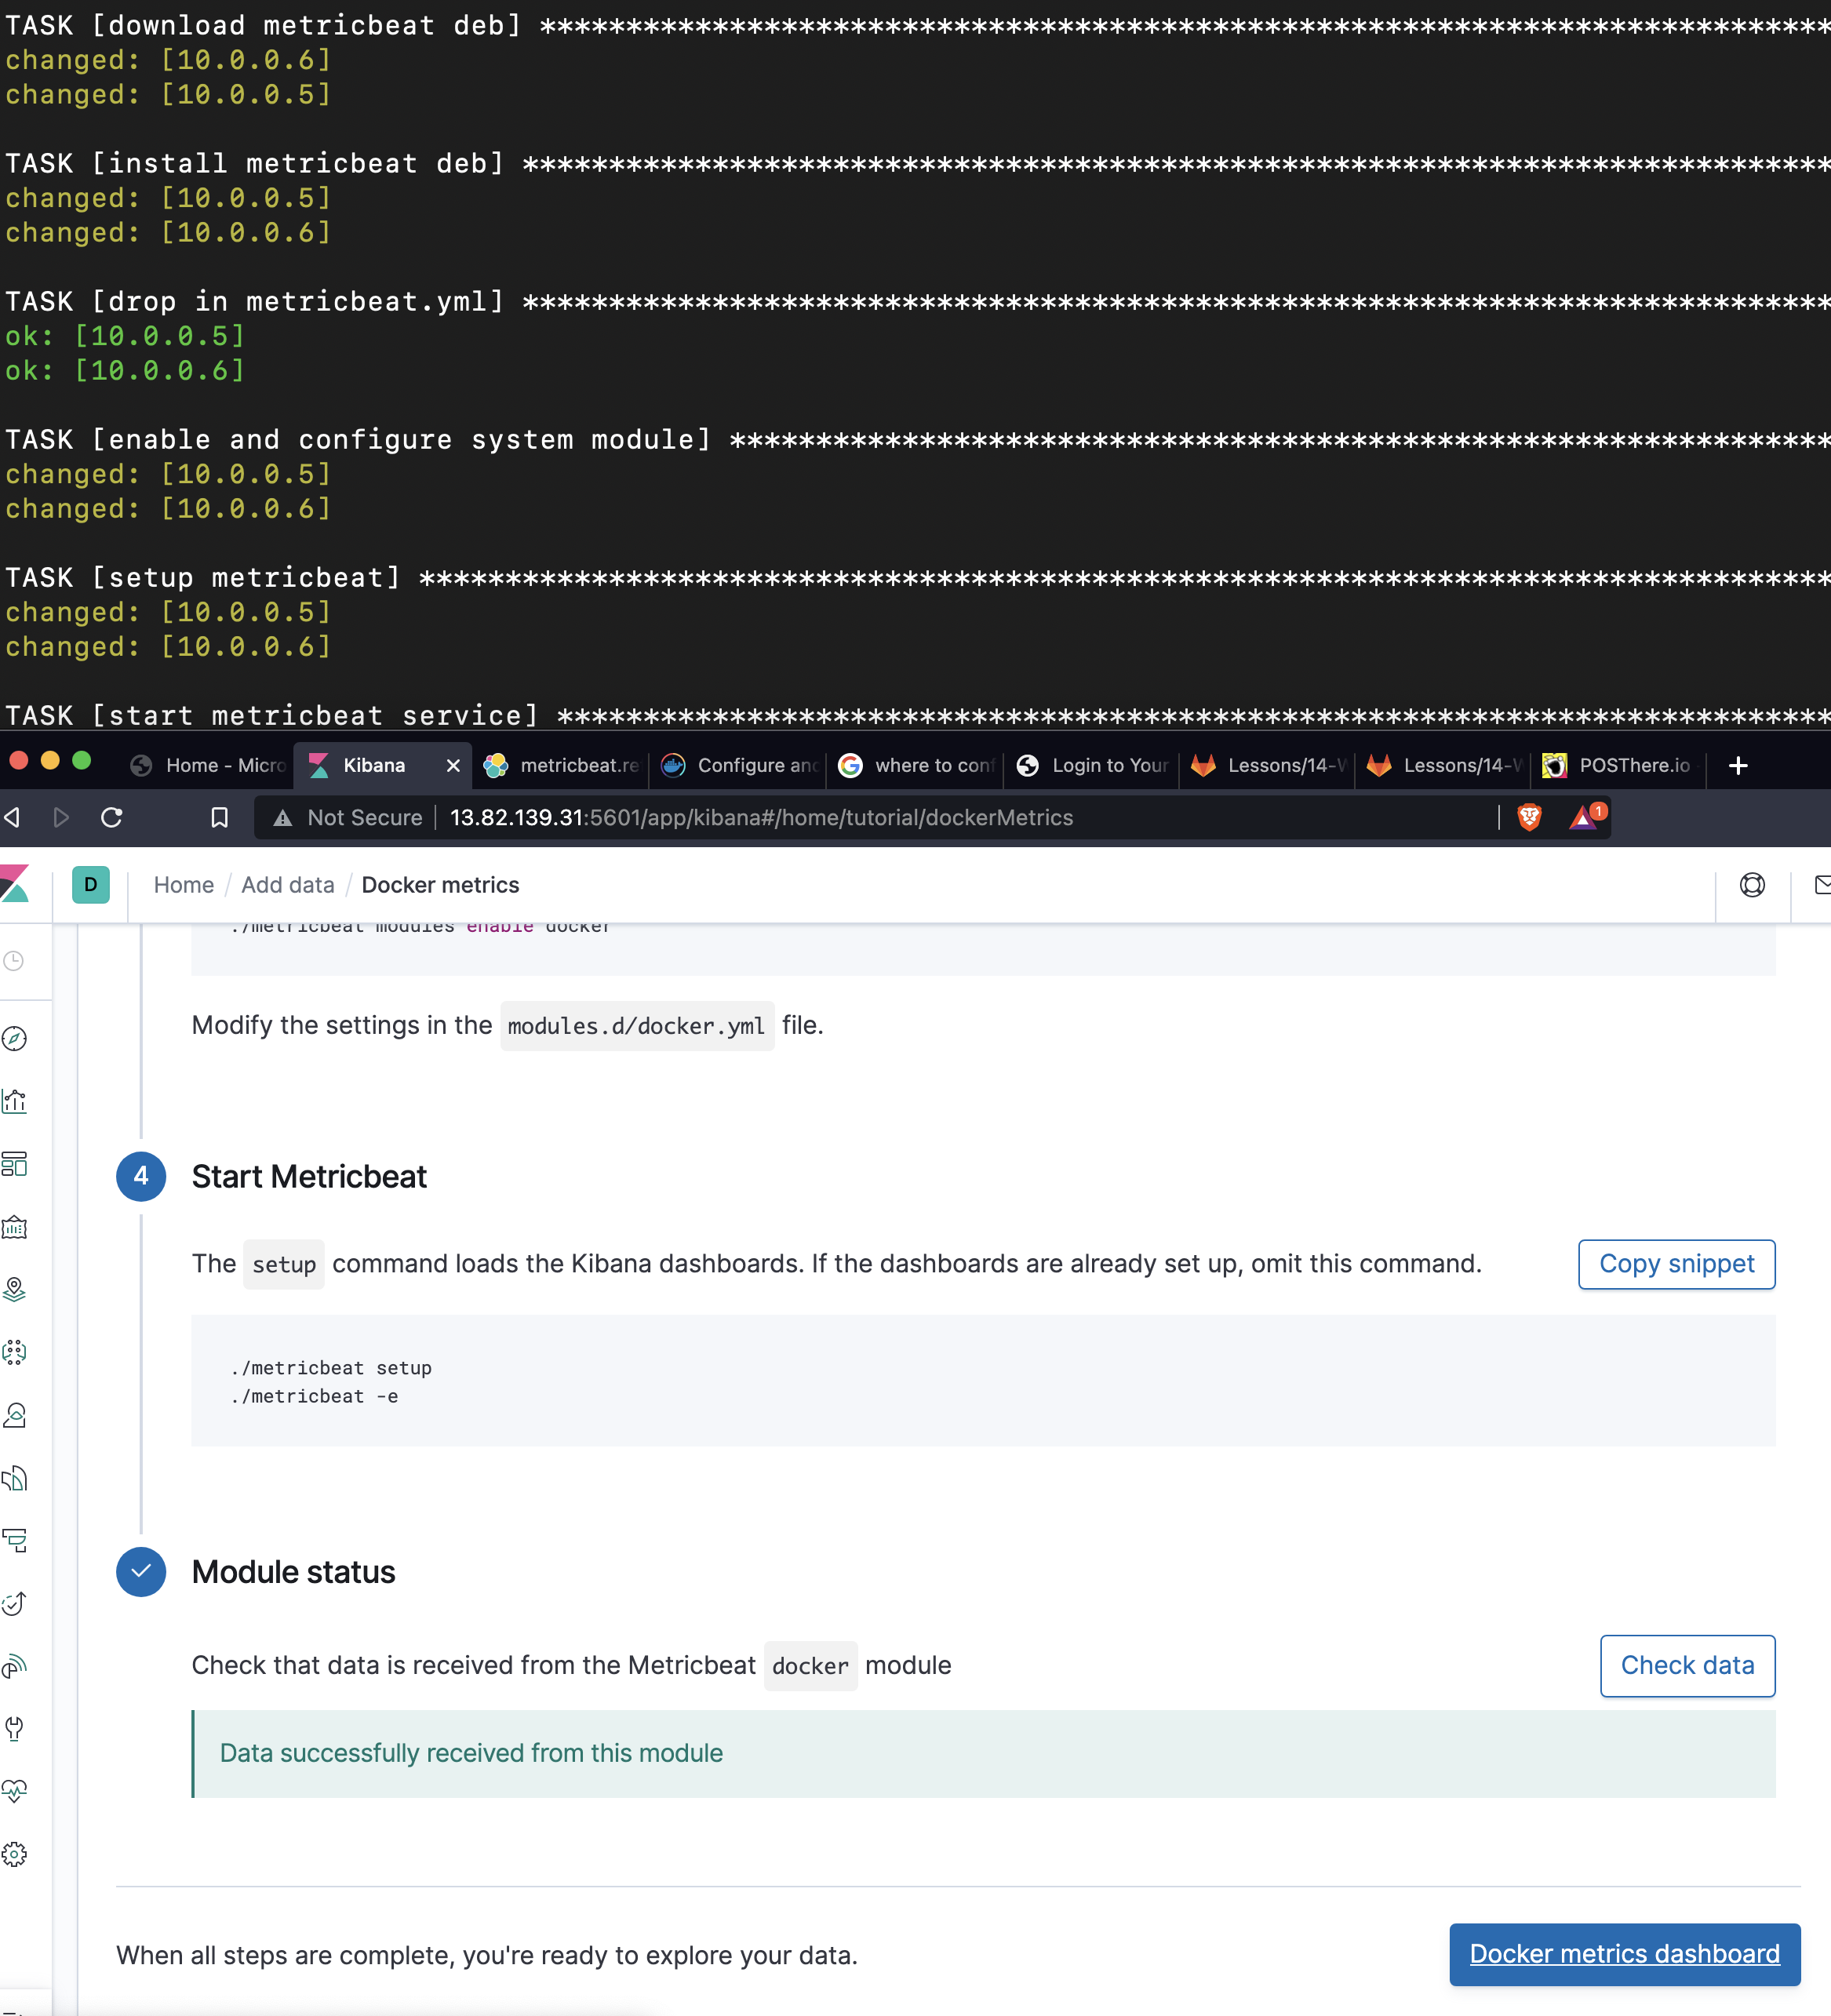 TASK [download metricbeat deb] ***************************************************************************
changed: [10.0.0.6]
changed: [10.0.0.5]
TASK [install metricbeat deb] ****************************************************************************
changed: [10.0.0.5]
changed: [10.0.0.6]
TASK [drop in metricbeat.yml] ****************************************************************************
ok: [10.0.0.5]
ok: [10.0.0.6]
TASK [enable and configure system module] ****************************************************************
changed: [10.0.0.5]
changed: [10.0.0.6]
TASK [setup metricbeat] **********************************************************************************
changed: [10.0.0.5]
changed: [10.0.0.6]
TASK [start metricbeat service] **************************************************************************
Home - Micro Kibana metricbeat.re Configure and where to conf Login to Your Lessons/14-W Lessons/14-W POSThere.io
Not Secure 13.82.139.31:5601/app/kibana#/home/tutorial/dockerMetrics 1
D Home / Add data / Docker metrics
./metricbeat modules enable docker
Modify the settings in the modules.d/docker.yml file.
4 Start Metricbeat
The setup command loads the Kibana dashboards. If the dashboards are already set up, omit this command. Copy snippet
./metricbeat setup
./metricbeat -e
Module status
Check that data is received from the Metricbeat docker module Check data
Data successfully received from this module
When all steps are complete, you're ready to explore your data. Docker metrics dashboard